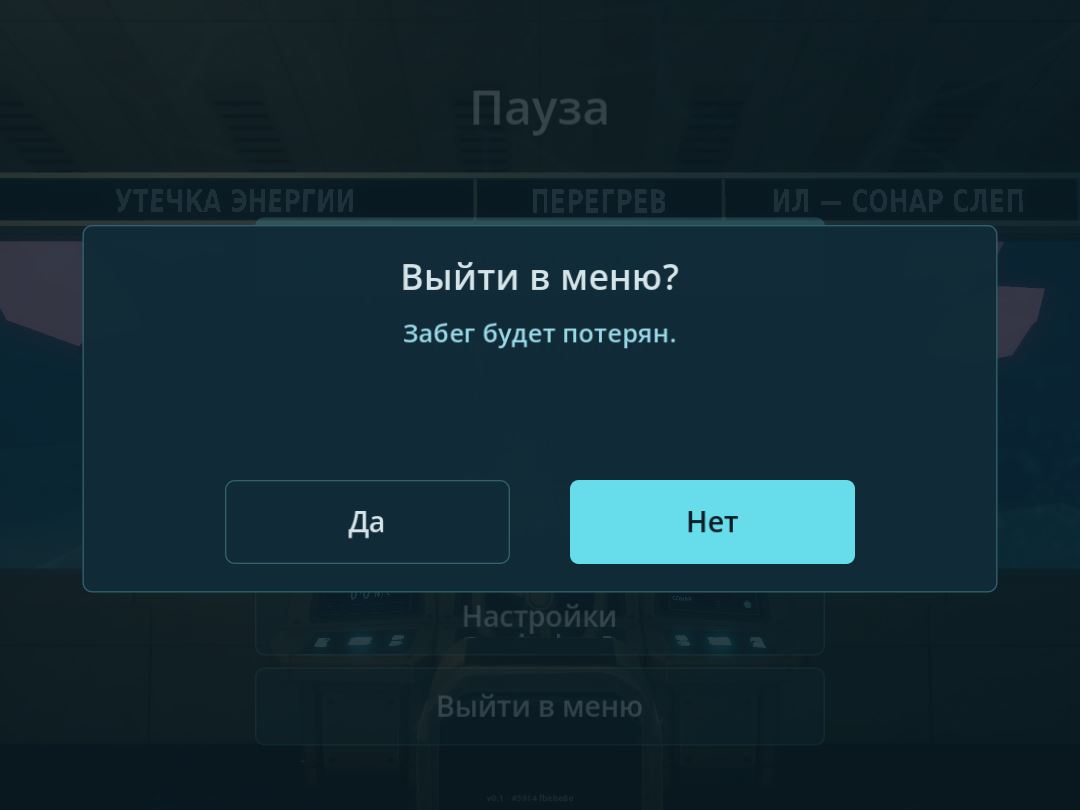 Пауза
УТЕЧКА ЭНЕРГИИ
ПЕРЕГРЕВ
ИЛ — СОНАР СЛЕП
Выйти в меню?
Забег будет потерян.
Да
Нет
Настройки
Выйти в меню